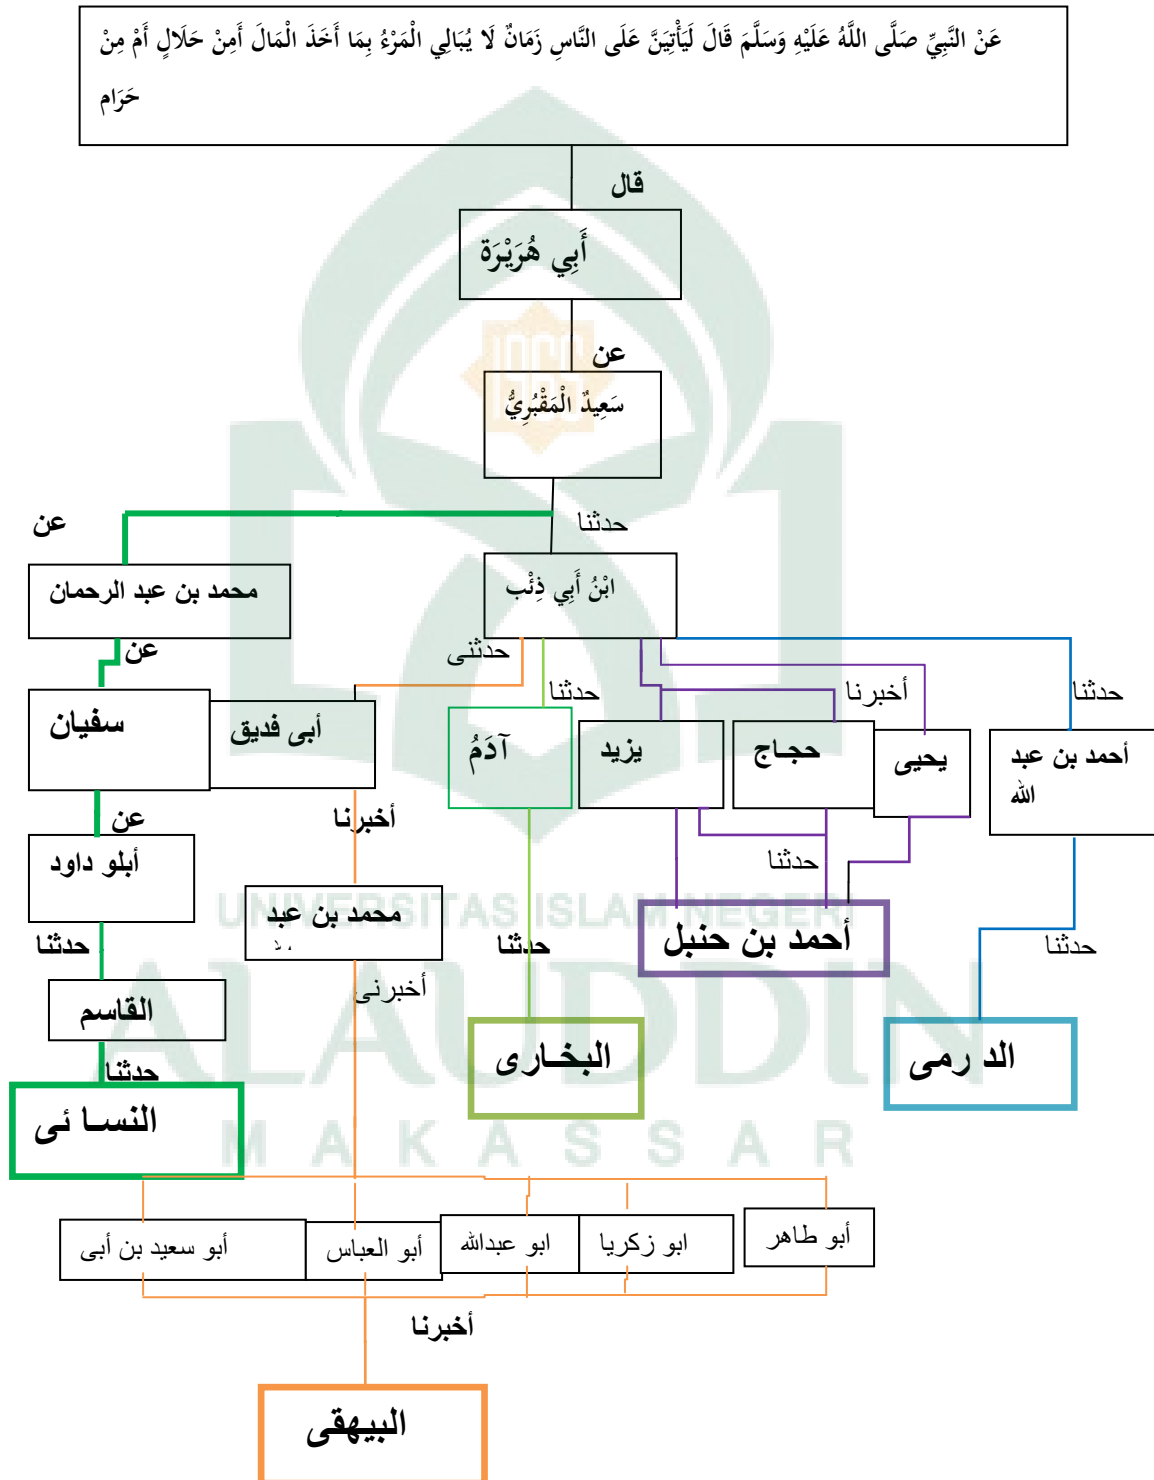 عَنْ النَّبِيِّ صَلَّى اللَّهُ عَلَيْهِ وَسَلَّمَ قَالَ لَيَأْتِيَنَّ عَلَى النَّاسِ زَمَانٌ لَا يُبَالِي الْمَرْءُ بِمَا أَخَذَ الْمَالَ أَمِنْ حَلَالٍ أَمْ مِنْ
حَرَام
قال
أَبِي هُرَيْرَة
عن
سَعِيدٌ الْمَقْبُرِيُّ
عن
حدثنا
محمد بن عبد الرحمان
ابْنُ أَبِي ذِئْب
عن
حدثنى
حدثنا
أخبرنا
حدثنا
سفيان
أبى فديق
آدَمُ
يزيد
حجاج
يحيى
أحمد بن عبد
الله
عن
أخبرنا
أبلو داود
حدثنا
محمد بن عبد
أحمد بن حنبل
حدثنا
حدثنا
حدثنا
القاسم
أخبرنى
حدثنا
البخارى
الد رمى
النسا ئى
أبو سعيد بن أبى
أبو العباس
ابو عبدالله
ابو زكريا
أبو طاهر
أخبرنا
البيهقى
UNIVERSITAS ISLAM NEGERI
ALAUDDIN
MAKASSAR